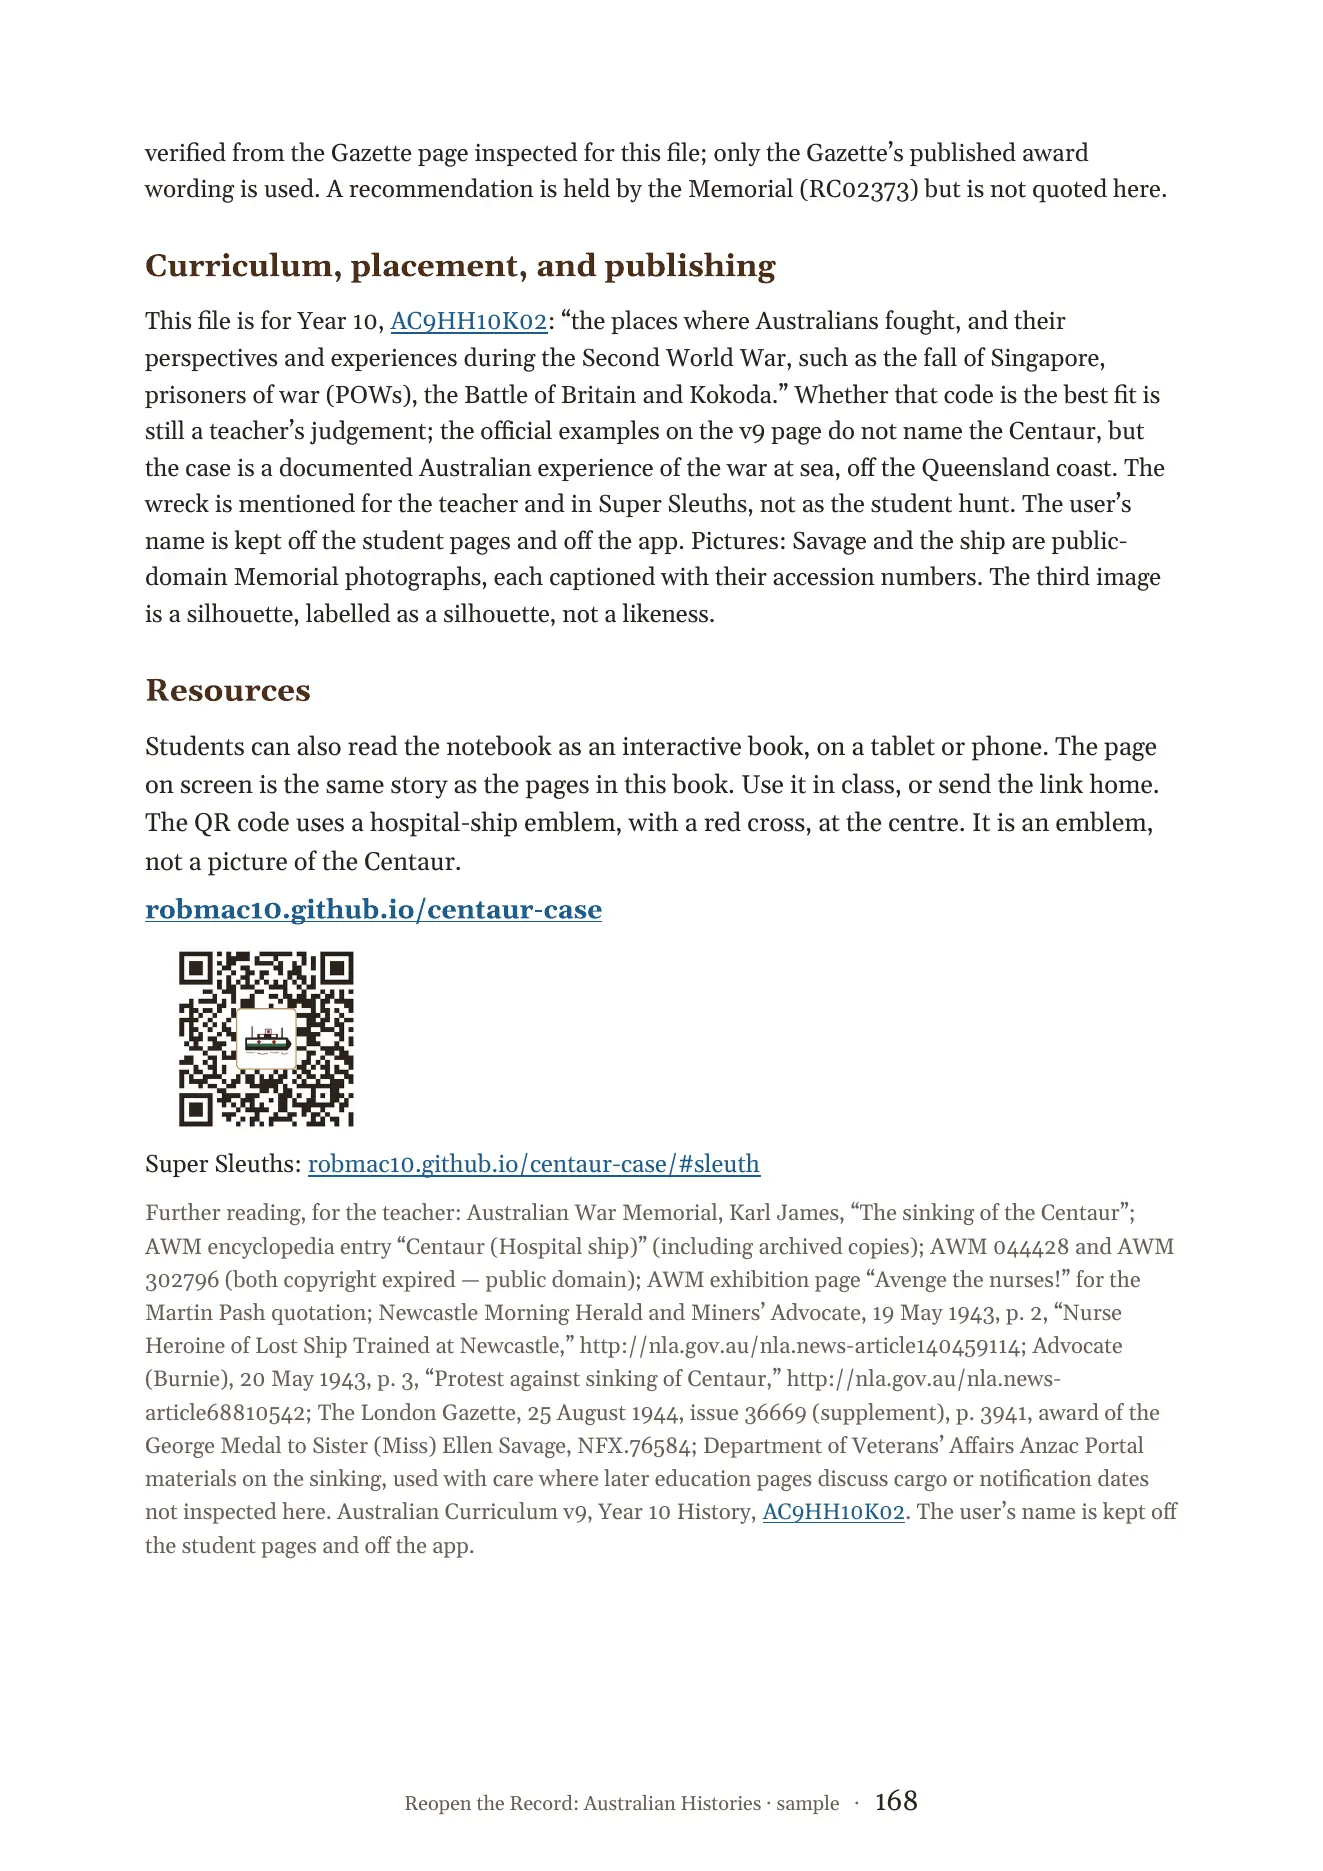 verified from the Gazette page inspected for this file; only the Gazette’s published award
wording is used. A recommendation is held by the Memorial (RC02373) but is not quoted here.
Curriculum, placement, and publishing
This file is for Year 10, AC9HH10K02: “the places where Australians fought, and their
perspectives and experiences during the Second World War, such as the fall of Singapore,
prisoners of war (POWs), the Battle of Britain and Kokoda.” Whether that code is the best fit is
still a teacher’s judgement; the official examples on the v9 page do not name the Centaur, but
the case is a documented Australian experience of the war at sea, off the Queensland coast. The
wreck is mentioned for the teacher and in Super Sleuths, not as the student hunt. The user’s
name is kept off the student pages and off the app. Pictures: Savage and the ship are public-
domain Memorial photographs, each captioned with their accession numbers. The third image
is a silhouette, labelled as a silhouette, not a likeness.
Resources
Students can also read the notebook as an interactive book, on a tablet or phone. The page
on screen is the same story as the pages in this book. Use it in class, or send the link home.
The QR code uses a hospital-ship emblem, with a red cross, at the centre. It is an emblem,
not a picture of the Centaur.
robmac10.github.io/centaur-case
Super Sleuths: robmac10.github.io/centaur-case/#sleuth
Further reading, for the teacher: Australian War Memorial, Karl James, “The sinking of the Centaur”;
AWM encyclopedia entry “Centaur (Hospital ship)” (including archived copies); AWM 044428 and AWM
302796 (both copyright expired — public domain); AWM exhibition page “Avenge the nurses!” for the
Martin Pash quotation; Newcastle Morning Herald and Miners’ Advocate, 19 May 1943, p. 2, “Nurse
Heroine of Lost Ship Trained at Newcastle,” http://nla.gov.au/nla.news-article140459114; Advocate
(Burnie), 20 May 1943, p. 3, “Protest against sinking of Centaur,” http://nla.gov.au/nla.news-
article68810542; The London Gazette, 25 August 1944, issue 36669 (supplement), p. 3941, award of the
George Medal to Sister (Miss) Ellen Savage, NFX.76584; Department of Veterans’ Affairs Anzac Portal
materials on the sinking, used with care where later education pages discuss cargo or notification dates
not inspected here. Australian Curriculum v9, Year 10 History, AC9HH10K02. The user’s name is kept off
the student pages and off the app.
Reopen the Record: Australian Histories · sample · 168